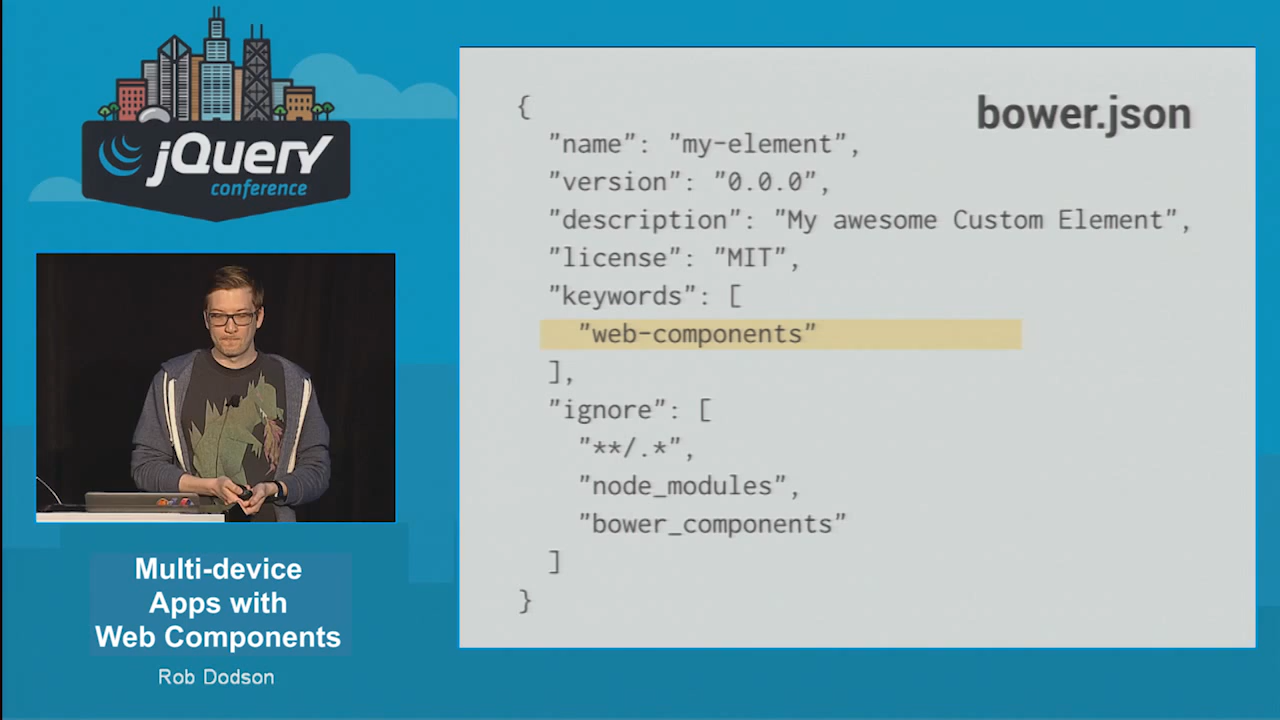 jQuery
conference
Multi-device
Apps with
Web Components
Rob Dodson
bower.json
{
"name": "my-element",
"version": "0.0.0",
"description": "My awesome Custom Element",
"license": "MIT",
"keywords": [
"web-components"
],
"ignore": [
"**/.*",
"node_modules",
"bower_components"
]
}